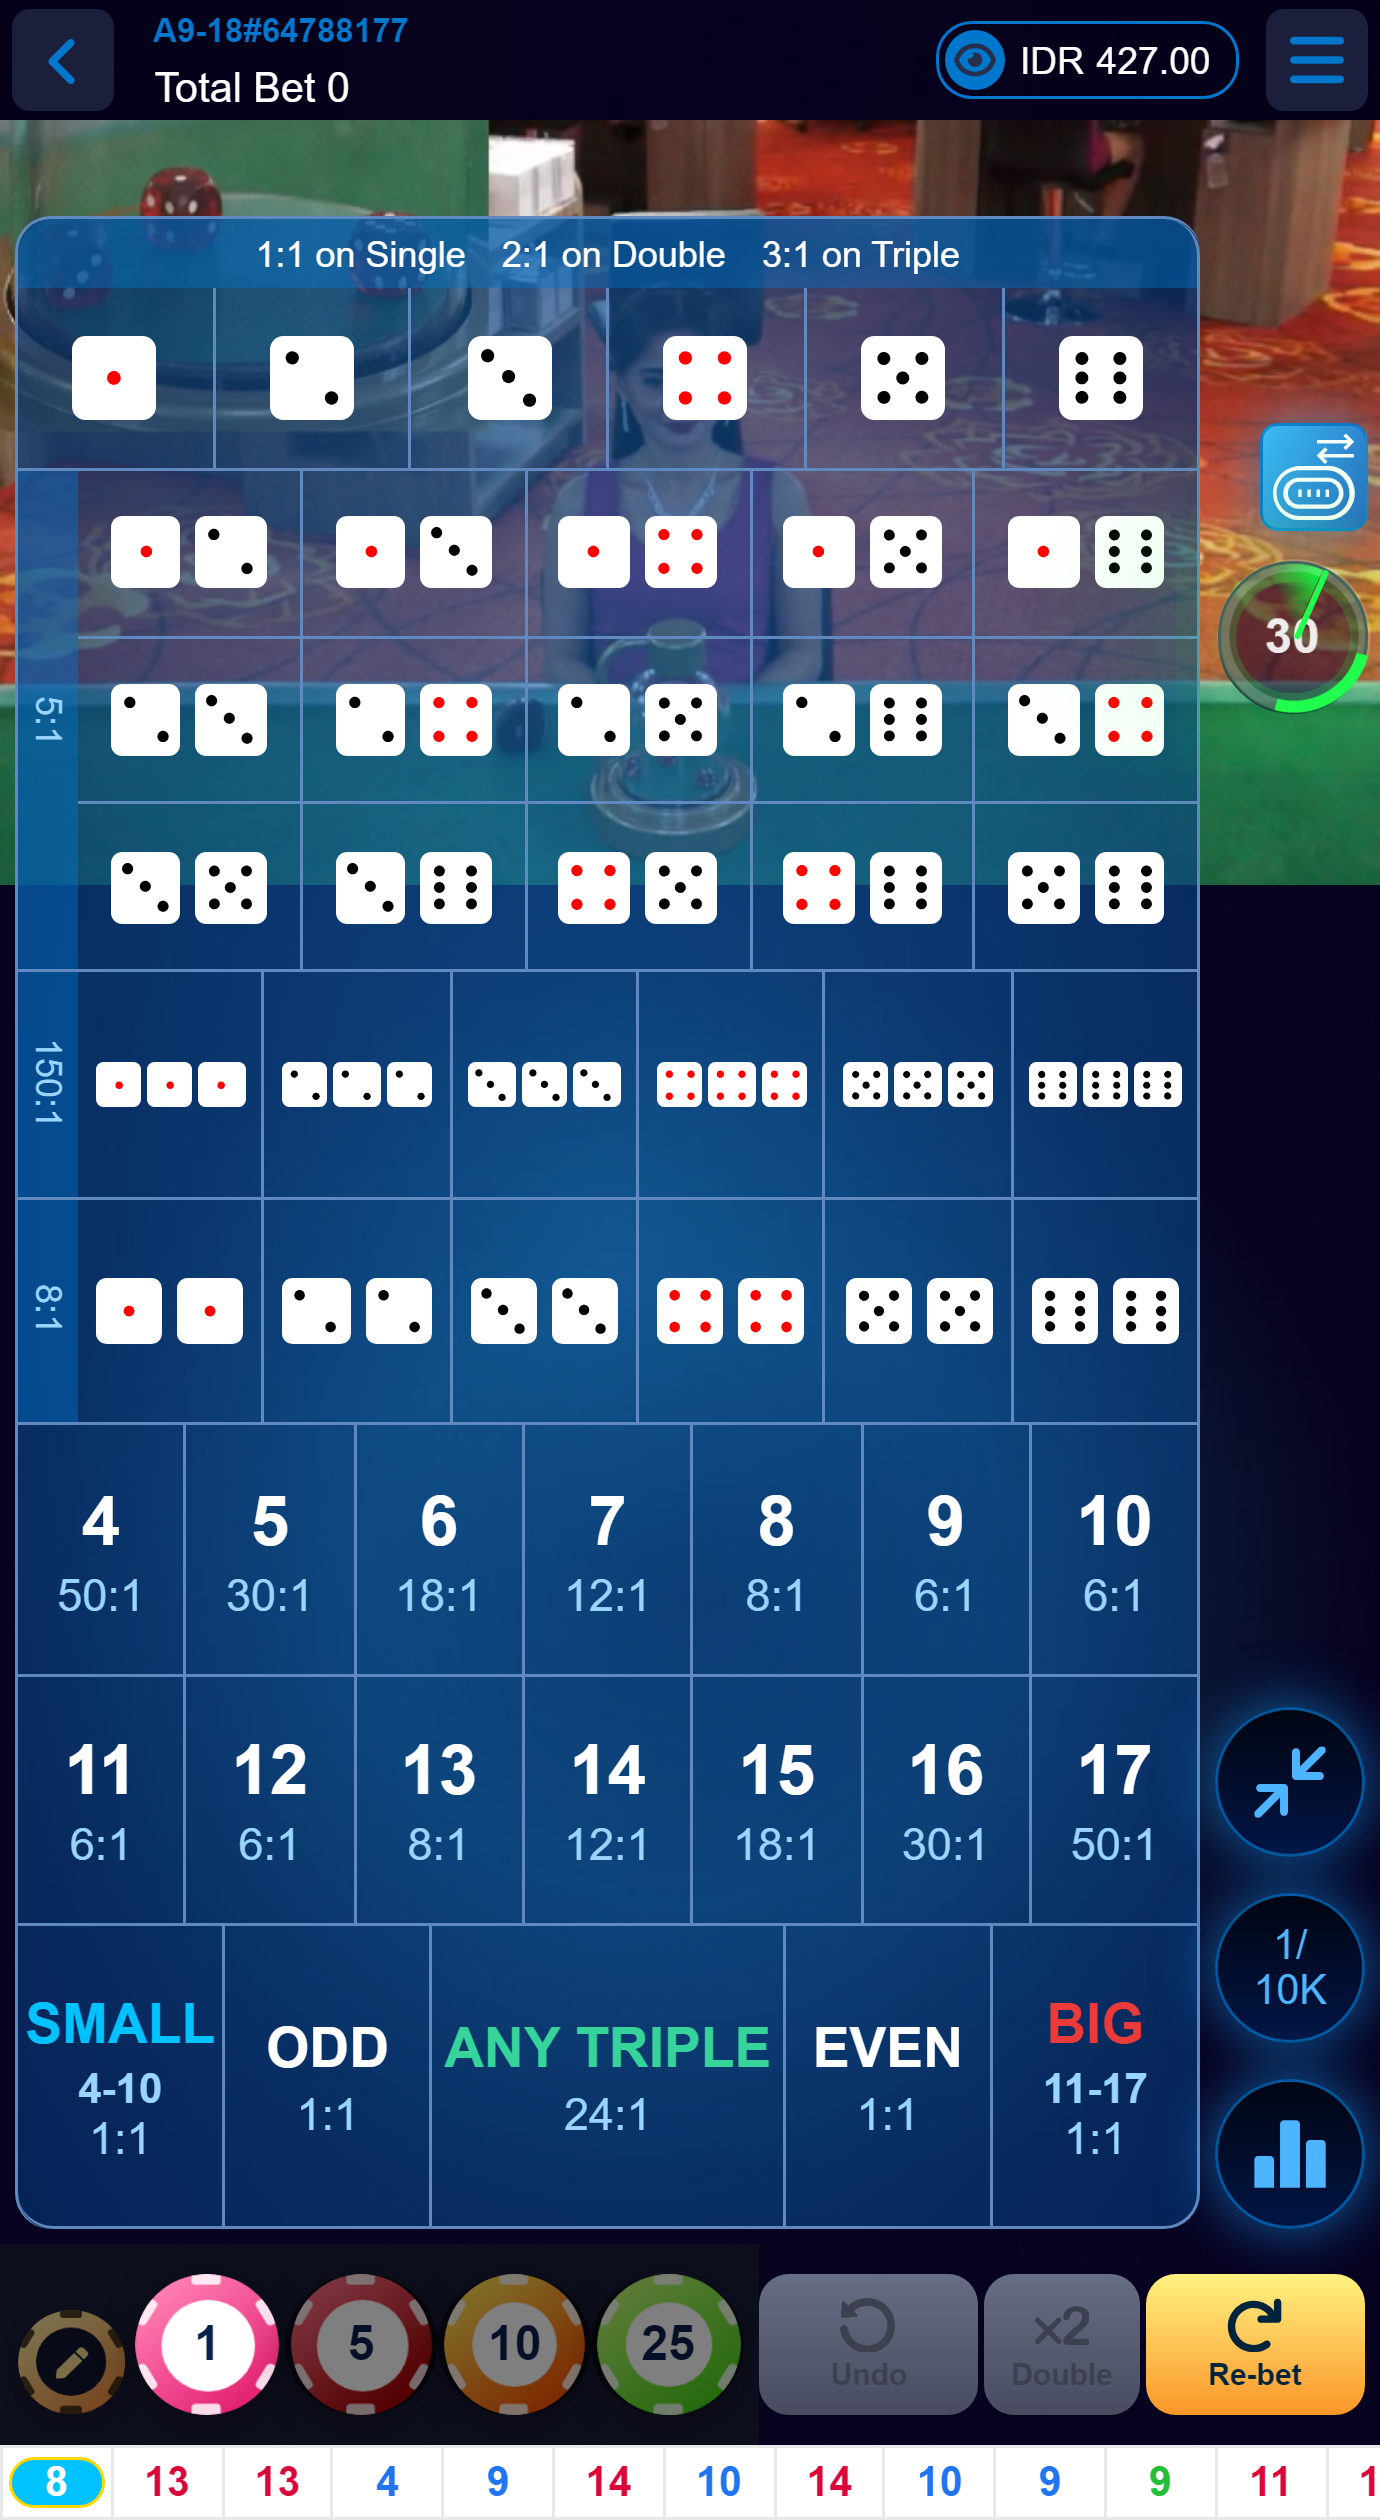 A9-18#64788177
Total Bet 0
IDR 427.00
1:1 on Single 2:1 on Double 3:1 on Triple
30
5:1
150:1
8:1
4 5 6 7 8 9 10
50:1 30:1 18:1 12:1 8:1 6:1 6:1
11 12 13 14 15 16 17
6:1 6:1 8:1 12:1 18:1 30:1 50:1
1/
10K
SMALL
4-10
1:1
ODD
1:1
ANY TRIPLE
24:1
EVEN
1:1
BIG
11-17
1:1
1 5 10 25
Undo
x2
Double
Re-bet
8 13 13 4 9 14 10 14 10 9 9 11